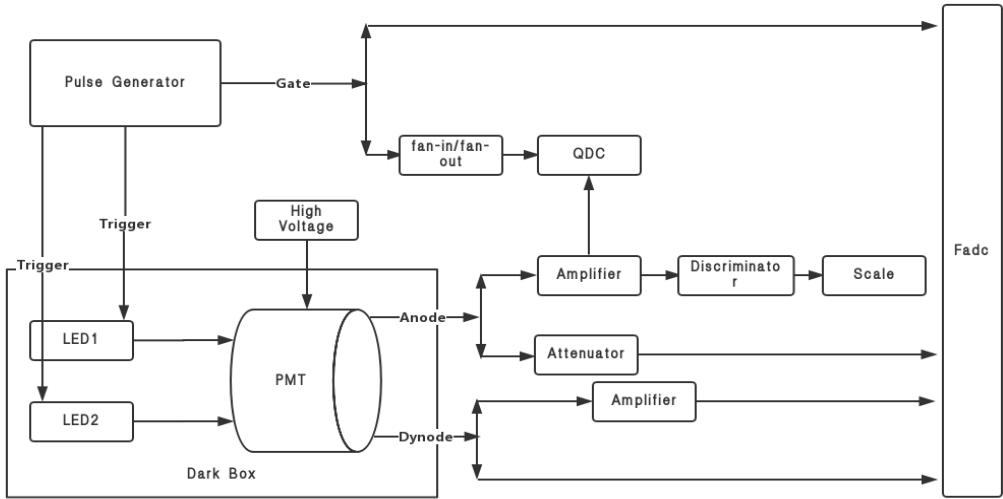 Pulse Generator
Gate
fan-in/fan-
out
QDC
High
Voltage
Trigger
Trigger
Fadc
Amplifier
Discriminato
r
Scale
Anode
LED1
Attenuator
PMT
Amplifier
LED2
Dynode
Dark Box